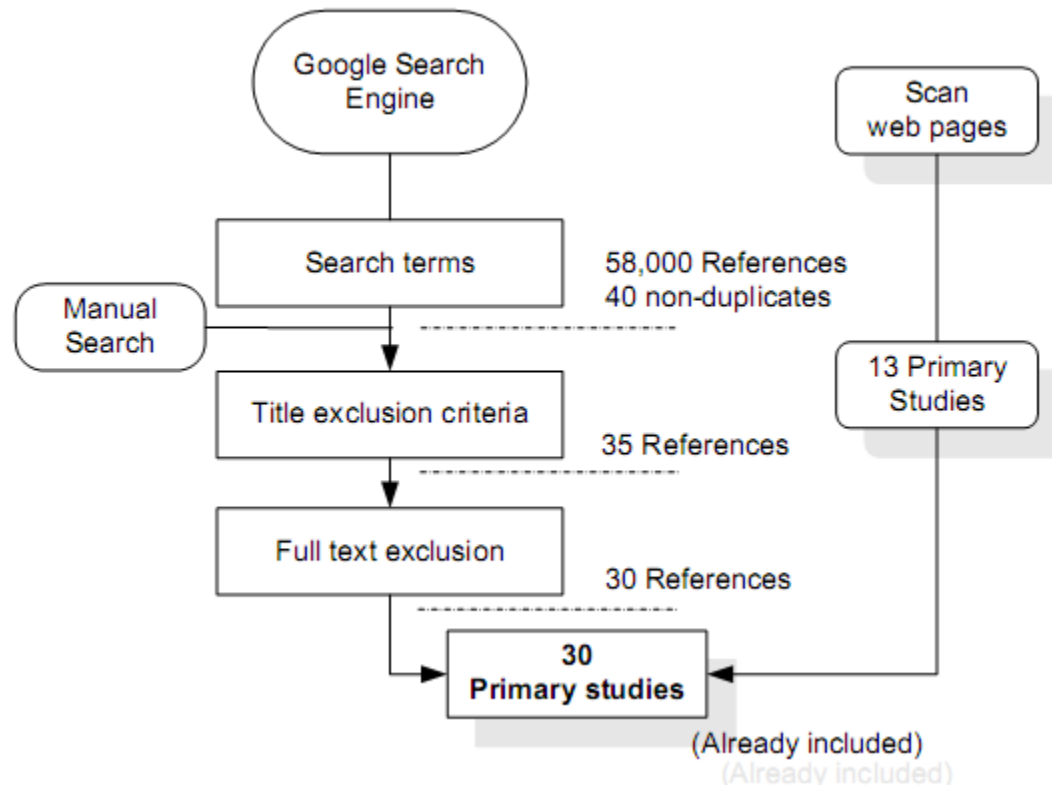 Google Search
Engine
Scan
web pages
Search terms
58,000 References
40 non-duplicates
Manual
Search
13 Primary
Studies
Title exclusion criteria
35 References
Full text exclusion
30 References
30
Primary studies
(Already included)
(Already included)